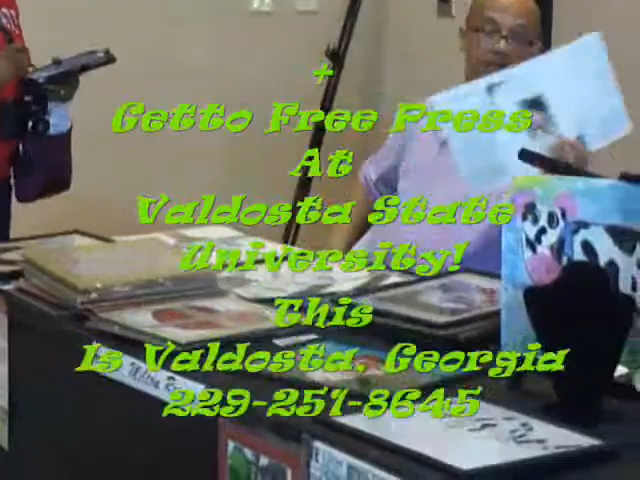 +
Getto Free Press
At
Valdosta State
University!
This
Is Valdosta, Georgia
229-251-8645